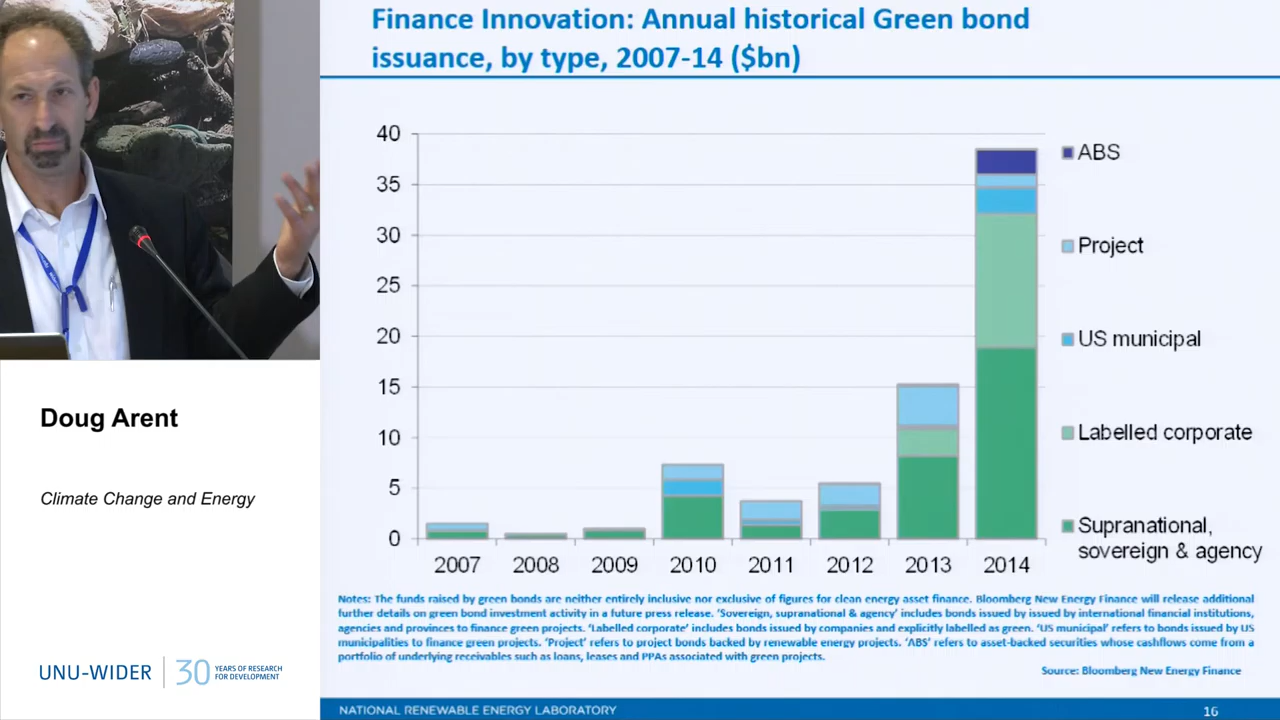 Finance Innovation: Annual historical Green bond
issuance, by type, 2007-14 ($bn)
40
35
30
25
20
15
10
5
0
2007 2008 2009 2010 2011 2012 2013 2014
ABS
Project
US municipal
Labelled corporate
Supranational,
sovereign & agency
Notes: The funds raised by green bonds are neither entirely inclusive nor exclusive of figures for clean energy asset finance. Bloomberg New Energy Finance will release additional
further details on green bond investment activity in a future press release. ‘Sovereign, supranational & agency’ includes bonds issued by issued by international financial institutions,
agencies and provinces to finance green projects. ‘Labelled corporate’ includes bonds issued by companies and explicitly labelled as green. ‘US municipal’ refers to bonds issued by US
municipalities to finance green projects. ‘Project’ refers to project bonds backed by renewable energy projects. ‘ABS’ refers to asset-backed securities whose cashflows come from a
portfolio of underlying receivables such as loans, leases and PPAs associated with green projects.
Source: Bloomberg New Energy Finance
NATIONAL RENEWABLE ENERGY LABORATORY
16
Doug Arent
Climate Change and Energy
UNU-WIDER
30 YEARS OF RESEARCH
FOR DEVELOPMENT